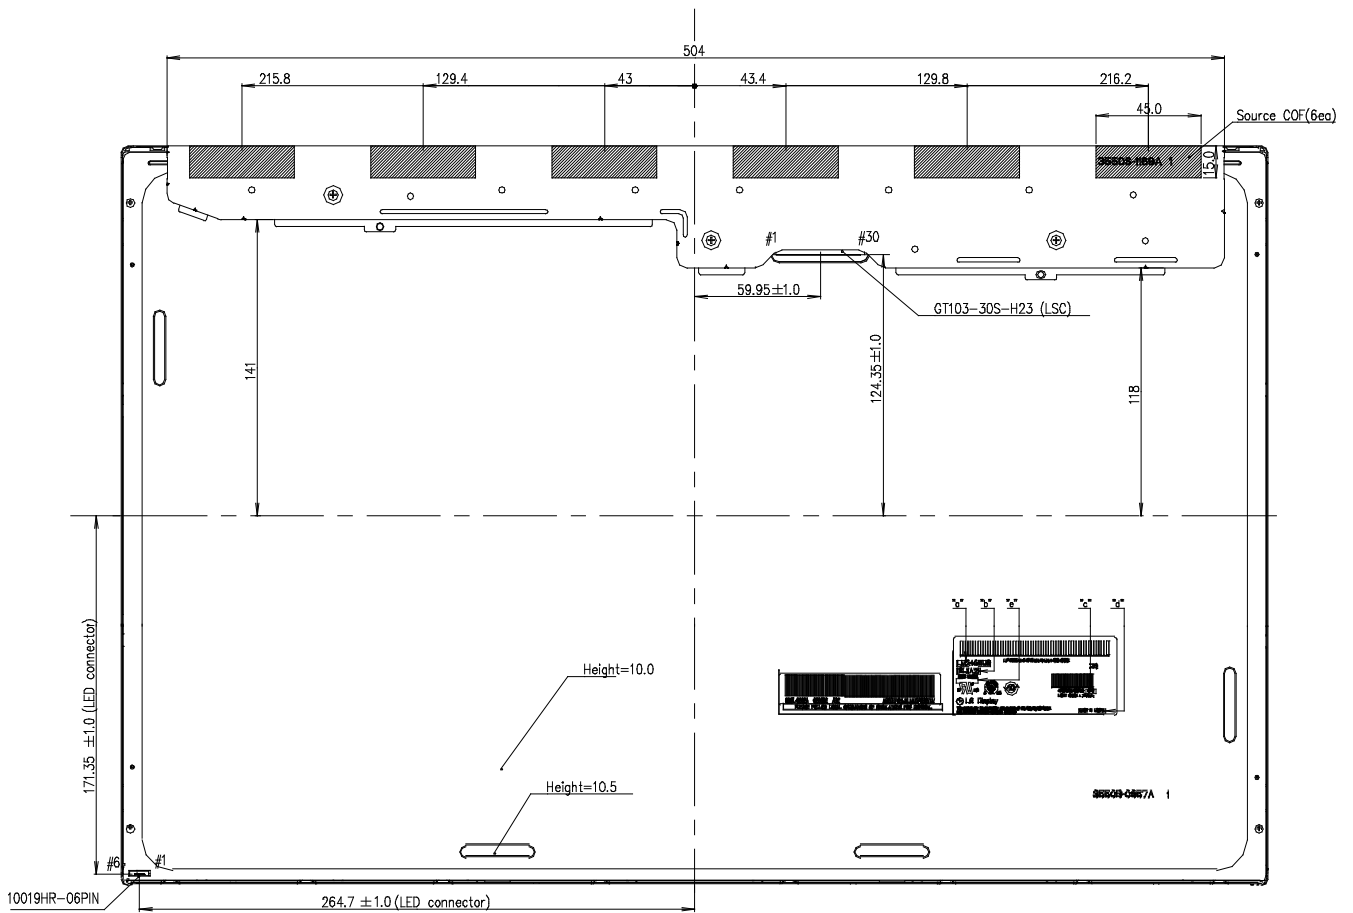 504
215.8
129.4
43
43.4
129.8
216.2
45.0
Source COF(6ea)
15.0
#1
#30
59.95±1.0
GT103-30S-H23 (LSC)
141
124.35±1.0
118
"a"
"b"
"e"
"c"
"d"
Height=10.0
LG Display
171.35 ±1.0 (LED connector)
Height=10.5
#6
#1
10019HR-06PIN
264.7 ±1.0 (LED connector)